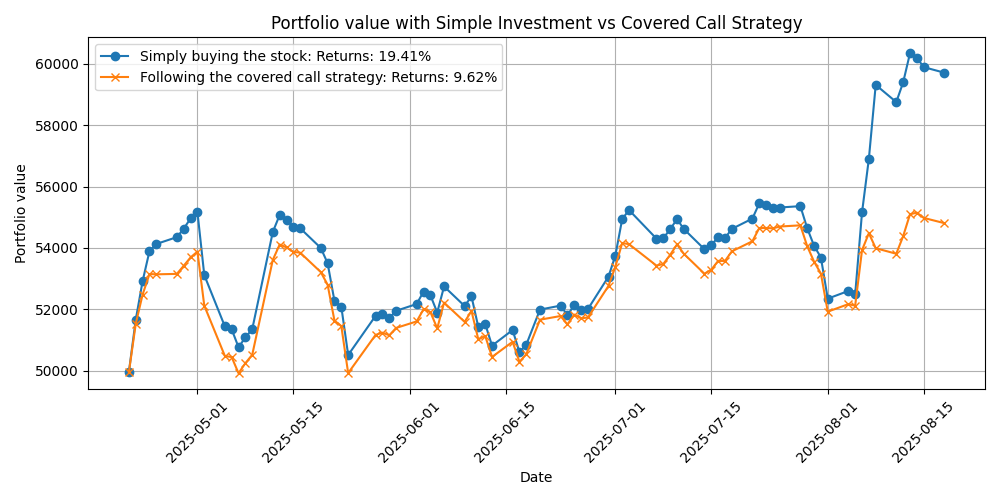 Portfolio value with Simple Investment vs Covered Call Strategy
Simply buying the stock: Returns: 19.41%
Following the covered call strategy: Returns: 9.62%
Portfolio value
60000
58000
56000
54000
52000
50000
2025-05-01
2025-05-15
2025-06-01
2025-06-15
2025-07-01
2025-07-15
2025-08-01
2025-08-15
Date